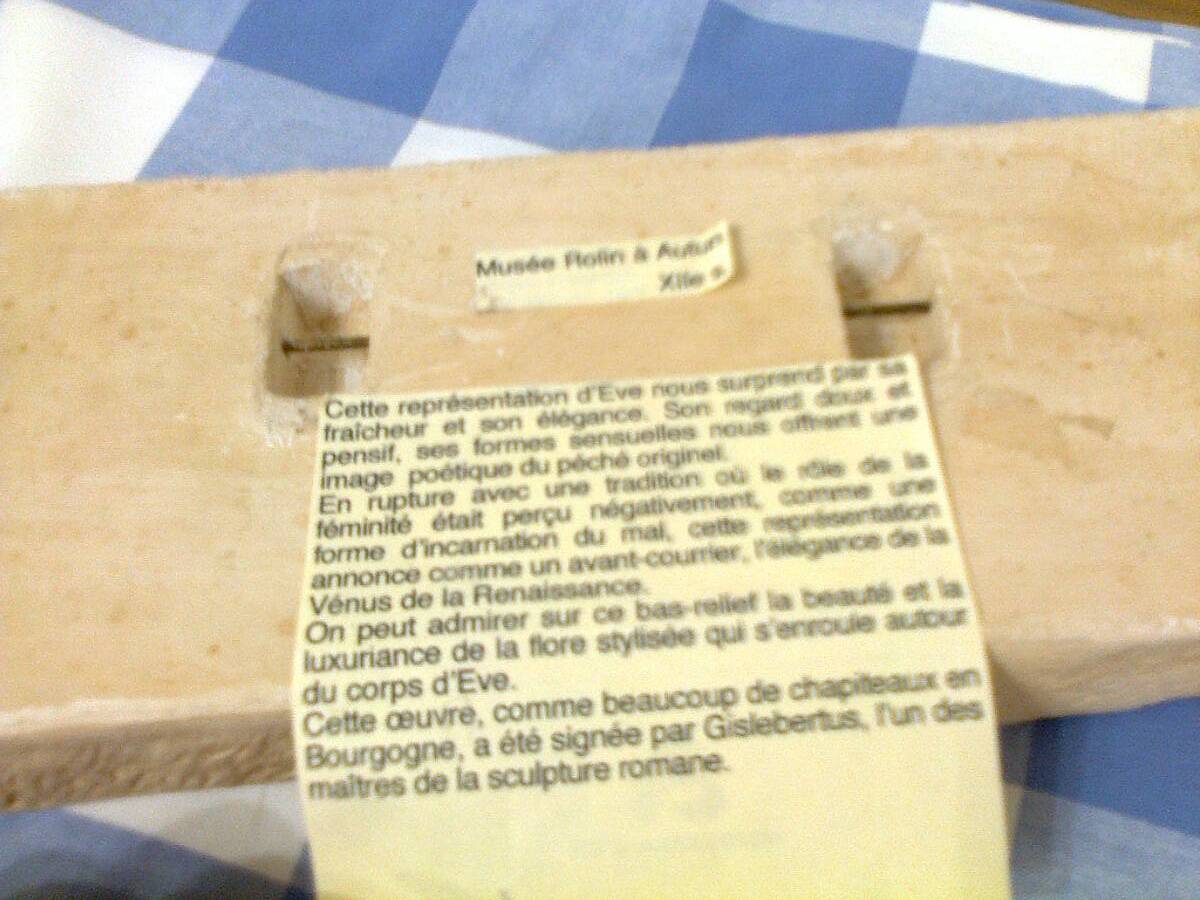 Musée Rolin à Autun
XIIe s
Cette représentation d'Eve nous surprend par sa
fraîcheur et son élégance. Son regard doux et
pensif, ses formes sensuelles nous offrent une
image poétique du péché originel.
En rupture avec une tradition où le rôle de la
féminité était perçu négativement, comme une
forme d'incarnation du mal, cette représentation
annonce comme un avant-courrier, l'élégance de la
Vénus de la Renaissance.
On peut admirer sur ce bas-relief la beauté et la
luxuriance de la flore stylisée qui s'enroule autour
du corps d'Eve.
Cette œuvre, comme beaucoup de chapiteaux en
Bourgogne, a été signée par Gislebertus, l'un des
maîtres de la sculpture romane.